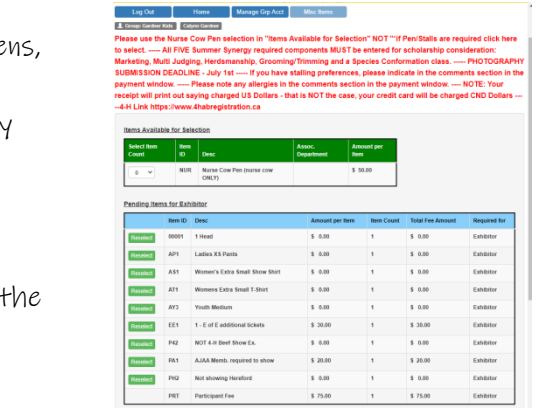 Log Out Home Manage Grp Acct Misc Items
Group: Gardner Kids Calynn Gardner
ens,
y
the
Please use the Nurse Cow Pen selection in "Items Available for Selection" NOT "'if Pen/Stalls are required click here
to select. ----- All FIVE Summer Synergy required components MUST be entered for scholarship consideration:
Marketing, Multi Judging, Herdsmanship, Grooming/Trimming and a Species Conformation class. ----- PHOTOGRAPHY
SUBMISSION DEADLINE - July 1st ----- If you have stalling preferences, please indicate in the comments section in the
payment window. ----- Please note any allergies in the comments section in the payment window. ---- NOTE: Your
receipt will print out saying charged US Dollars - that is NOT the case, your credit card will be charged CND Dollars ---
--4-H Link https://www.4habregistration.ca
Items Available for Selection
Select Item Count Item ID Desc Assoc. Department Amount per Item
0 NUR Nurse Cow Pen (nurse cow ONLY) $ 50.00
Pending Items for Exhibitor
Item ID Desc Amount per Item Item Count Total Fee Amount Required for
Reselect 00001 1 Head $ 0.00 1 $ 0.00 Exhibitor
Reselect AP1 Ladies XS Pants $ 0.00 1 $ 0.00 Exhibitor
Reselect AS1 Women's Extra Small Show Shirt $ 0.00 1 $ 0.00 Exhibitor
Reselect AT1 Womens Extra Small T-Shirt $ 0.00 1 $ 0.00 Exhibitor
Reselect AY3 Youth Medium $ 0.00 1 $ 0.00 Exhibitor
Reselect EE1 1 - E of E additional tickets $ 30.00 1 $ 30.00 Exhibitor
Reselect P42 NOT 4-H Beef Show Ex. $ 0.00 1 $ 0.00 Exhibitor
Reselect PA1 AJAA Memb. required to show $ 20.00 1 $ 20.00 Exhibitor
Reselect PH2 Not showing Hereford $ 0.00 1 $ 0.00 Exhibitor
PRT Participant Fee $ 75.00 1 $ 75.00 Exhibitor